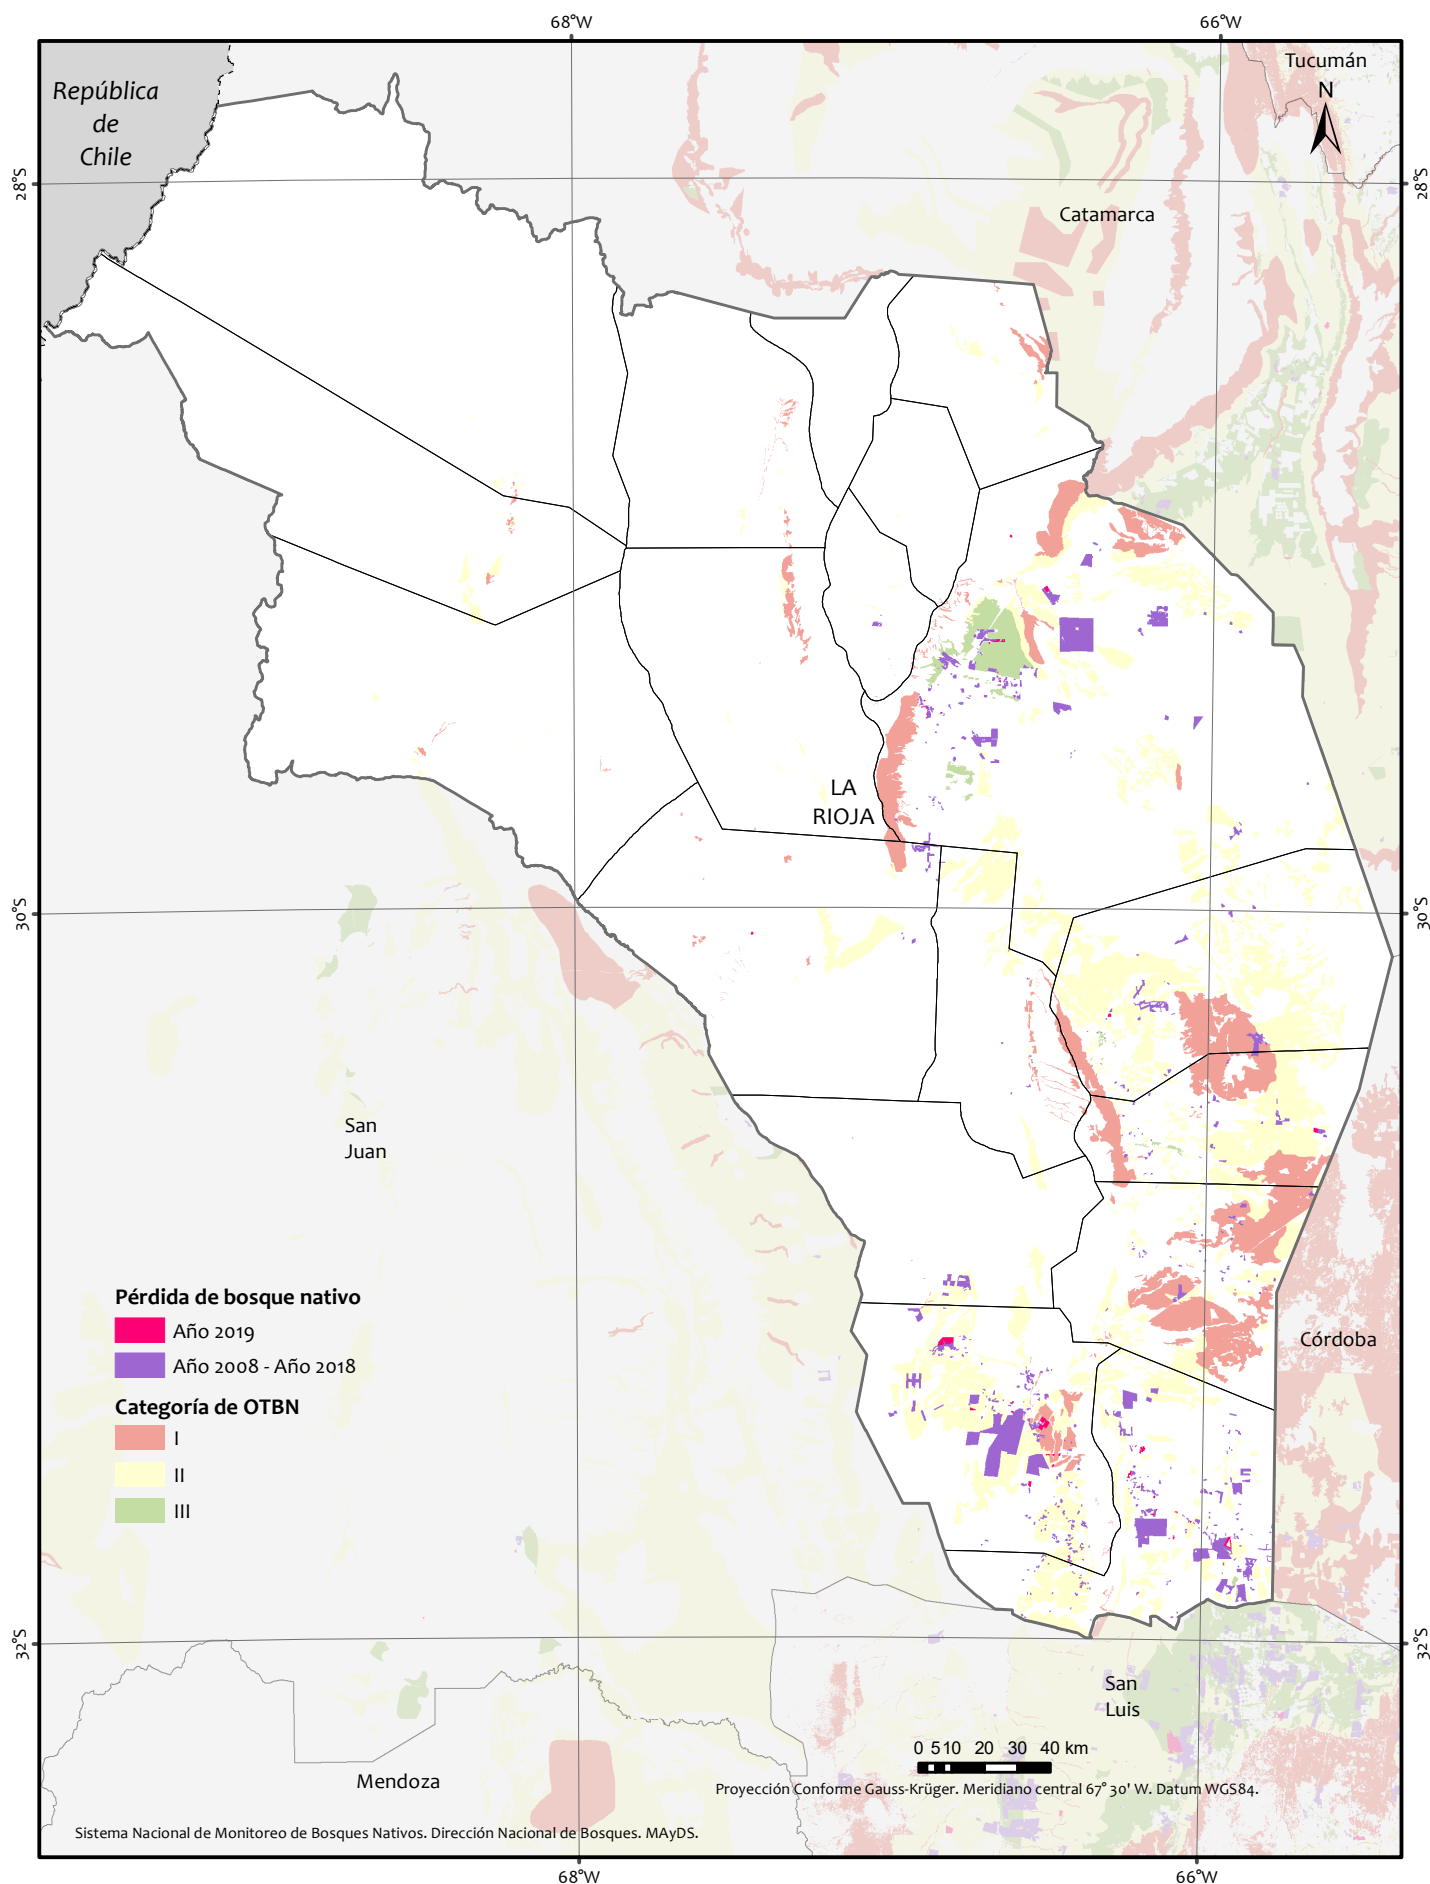 68°W
66°W
República
de
Chile
Tucumán
N
28°S
28°S
Catamarca
LA
RIOJA
30°S
30°S
San
Juan
Pérdida de bosque nativo
Año 2019
Año 2008 - Año 2018
Categoría de OTBN
I
II
III
Córdoba
32°S
32°S
San
Luis
0 5 10 20 30 40 km
Mendoza
Proyección Conforme Gauss-Krüger. Meridiano central 67° 30' W. Datum WGS84.
Sistema Nacional de Monitoreo de Bosques Nativos. Dirección Nacional de Bosques. MAyDS.
68°W
66°W